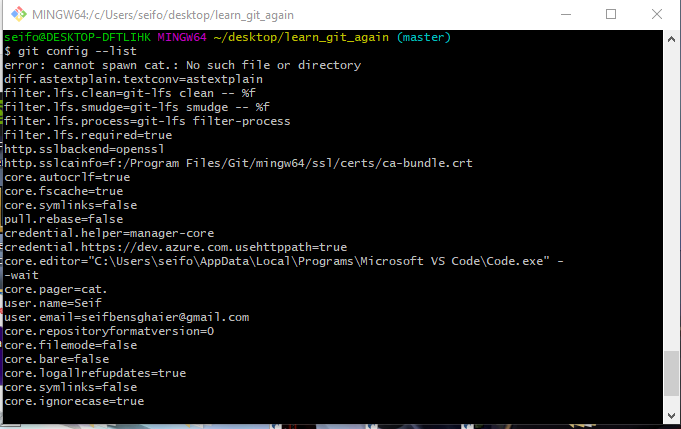 MINGW64:/c/Users/seifo/desktop/learn_git_again
seifo@DESKTOP-DFTLIHK MINGW64 ~/desktop/learn_git_again (master)
$ git config --list
error: cannot spawn cat.: No such file or directory
diff.astextplain.textconv=astextplain
filter.lfs.clean=git-lfs clean -- %f
filter.lfs.smudge=git-lfs smudge -- %f
filter.lfs.process=git-lfs filter-process
filter.lfs.required=true
http.sslbackend=openssl
http.sslcainfo=f:/Program Files/Git/mingw64/ssl/certs/ca-bundle.crt
core.autocrlf=true
core.fscache=true
core.symlinks=false
pull.rebase=false
credential.helper=manager-core
credential.https://dev.azure.com.usehttppath=true
core.editor="C:\Users\seifo\AppData\Local\Programs\Microsoft VS Code\Code.exe" -
-wait
core.pager=cat.
user.name=Seif
user.email=seifbensghaier@gmail.com
core.repositoryformatversion=0
core.filemode=false
core.bare=false
core.logallrefupdates=true
core.symlinks=false
core.ignorecase=true